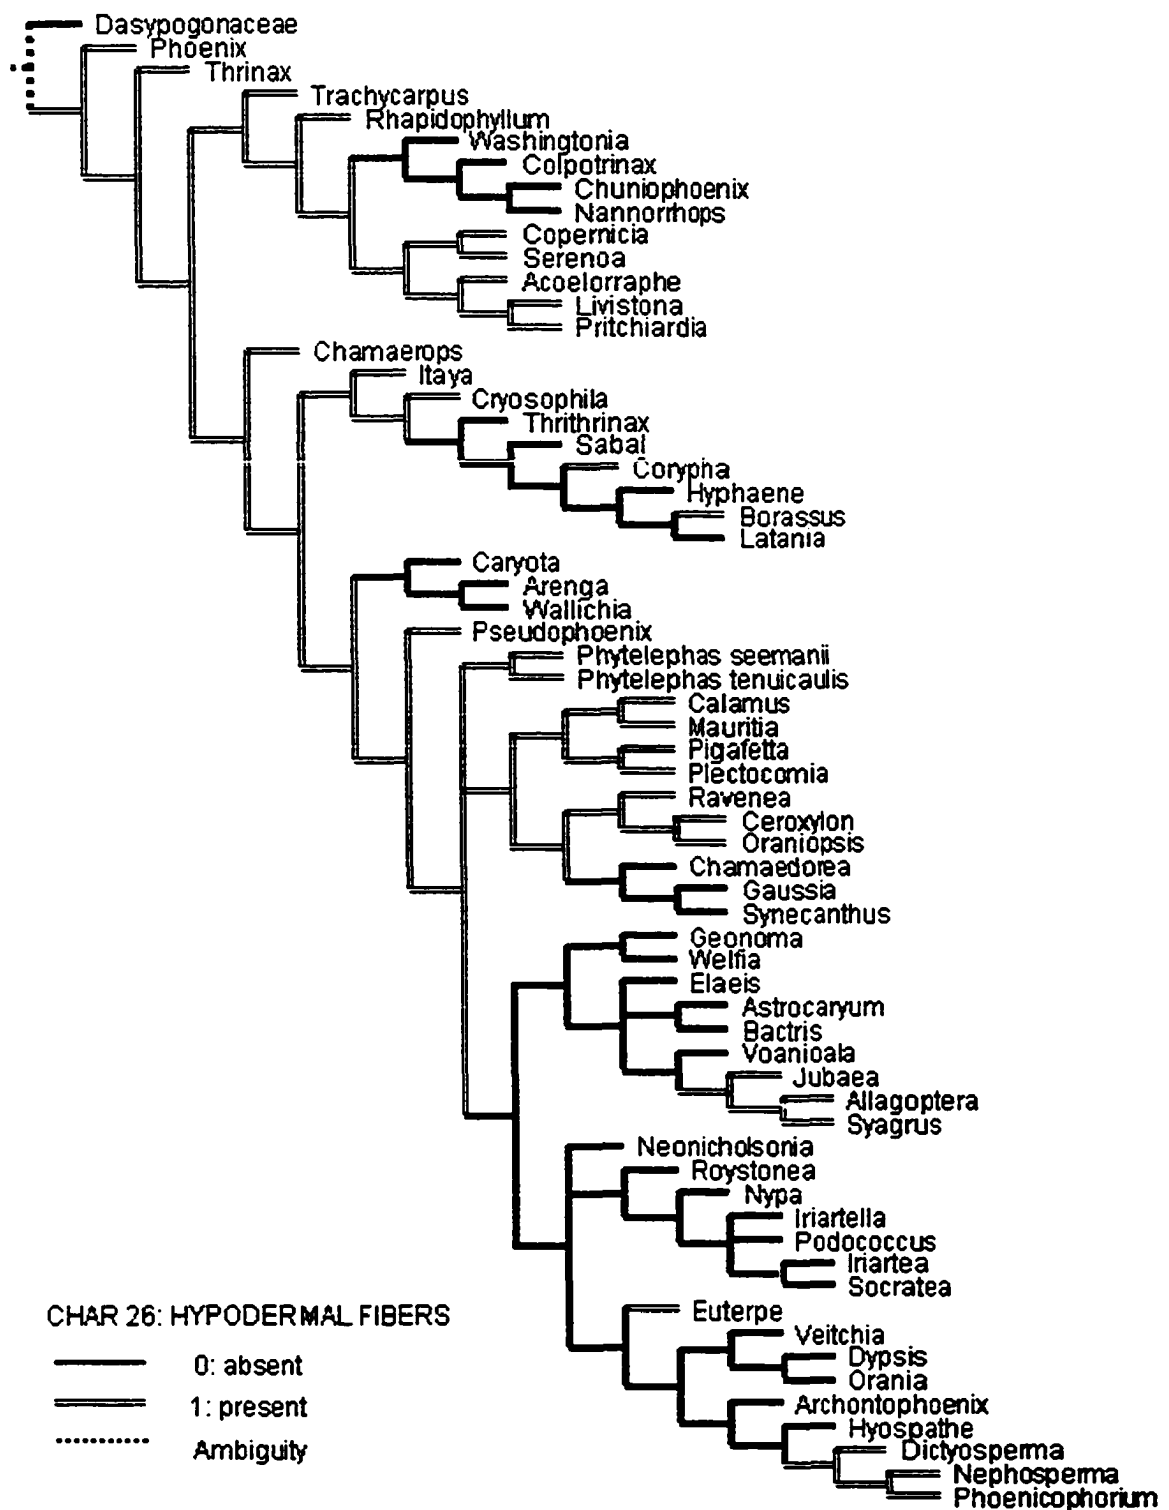 Dasypogonaceae
Phoenix
Thrinax
Trachycarpus
Rhapidophyllum
Washingtonia
Colpotrinax
Chuniophoenix
Nannorrhops
Copernicia
Serenoa
Acoelorraphe
Livistona
Pritchiardia
Chamaerops
Itaya
Cryosophila
Thrithrinax
Sabal
Corypha
Hyphaene
Borassus
Latania
Caryota
Arenga
Wallichia
Pseudophoenix
Phytelephas seemanii
Phytelephas tenuicaulis
Calamus
Mauritia
Pigafetta
Plectocomia
Ravenea
Ceroxylon
Oraniopsis
Chamaedorea
Gaussia
Synecanthus
Geonoma
Welfia
Elaeis
Astrocaryum
Bactris
Voanioala
Jubaea
Allagoptera
Syagrus
Neonicholsonia
Roystonea
Nypa
Iriartella
Podococcus
Iriartea
Socratea
Euterpe
Veitchia
Dypsis
Orania
Archontophoenix
Hyospathe
Dictyosperma
Nephosperma
Phoenicophorium
CHAR 26: HYPODERMAL FIBERS
0: absent
1: present
Ambiguity